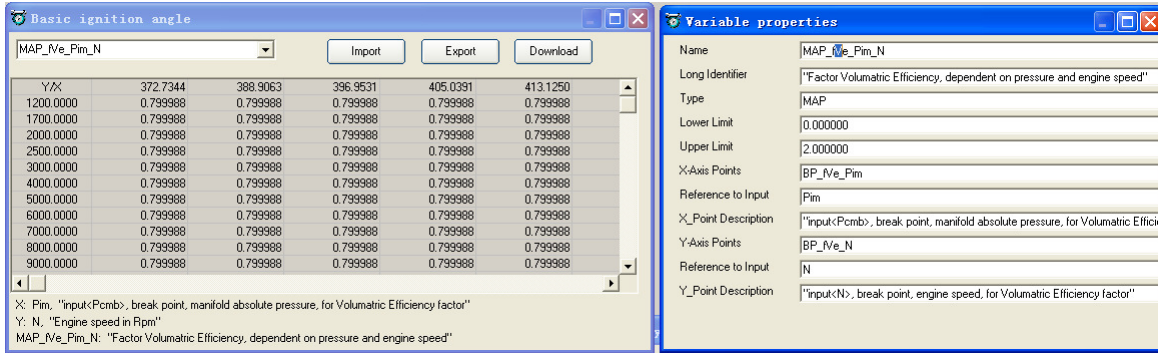 Basic ignition angle
MAP_fVe_Pim_N
Import Export Download
Y/X 372.7344 388.9063 396.9531 405.0391 413.1250
1200.0000 0.799988 0.799988 0.799988 0.799988 0.799988
1700.0000 0.799988 0.799988 0.799988 0.799988 0.799988
2000.0000 0.799988 0.799988 0.799988 0.799988 0.799988
2500.0000 0.799988 0.799988 0.799988 0.799988 0.799988
3000.0000 0.799988 0.799988 0.799988 0.799988 0.799988
4000.0000 0.799988 0.799988 0.799988 0.799988 0.799988
5000.0000 0.799988 0.799988 0.799988 0.799988 0.799988
6000.0000 0.799988 0.799988 0.799988 0.799988 0.799988
7000.0000 0.799988 0.799988 0.799988 0.799988 0.799988
8000.0000 0.799988 0.799988 0.799988 0.799988 0.799988
9000.0000 0.799988 0.799988 0.799988 0.799988 0.799988
X: Pim, "input<Pcmb>, break point, manifold absolute pressure, for Volumatric Efficiency factor"
Y: N, "Engine speed in Rpm"
MAP_fVe_Pim_N: "Factor Volumatric Efficiency, dependent on pressure and engine speed"
Variable properties
Name MAP_fVe_Pim_N
Long Identifier "Factor Volumatric Efficiency, dependent on pressure and engine speed"
Type MAP
Lower Limit 0.000000
Upper Limit 2.000000
X-Axis Points BP_fVe_Pim
Reference to Input Pim
X_Point Description "input<Pcmb>, break point, manifold absolute pressure, for Volumatric Effici
Y-Axis Points BP_fVe_N
Reference to Input N
Y_Point Description "input<N>, break point, engine speed, for Volumatric Efficiency factor"